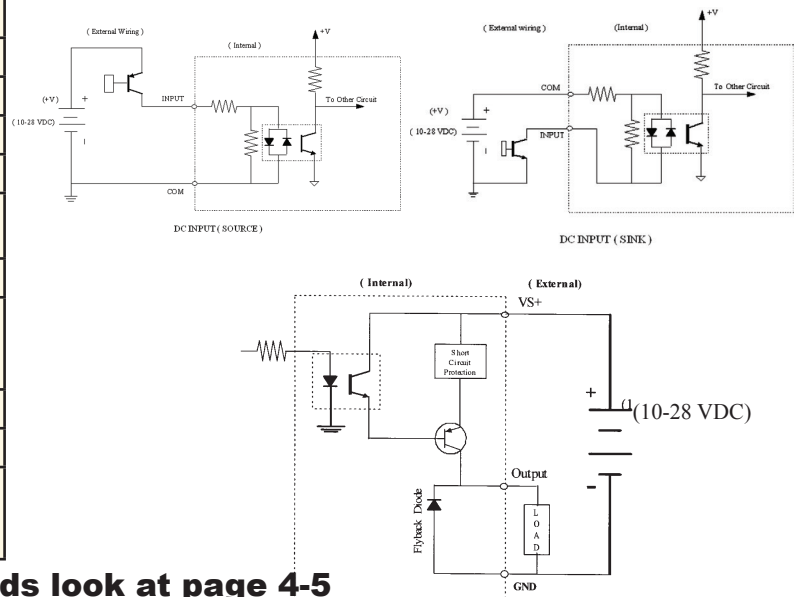 ( External Wiring )
( Internal )
+V
(+V )
+
( 10-28 VDC)
INPUT
To Other Circuit
COM
DC INPUT ( SOURCE )
( External wiring )
(Internal)
+V
COM
To Other Circuit
(+V )
+
( 10-28 VDC)
INPUT
DC INPUT ( SINK )
( Internal)
( External)
VS+
Short
Circuit
Protection
+
(1
(10-28 VDC)
Output
-
Flyback Diode
L
O
A
D
GND
ds look at page 4-5